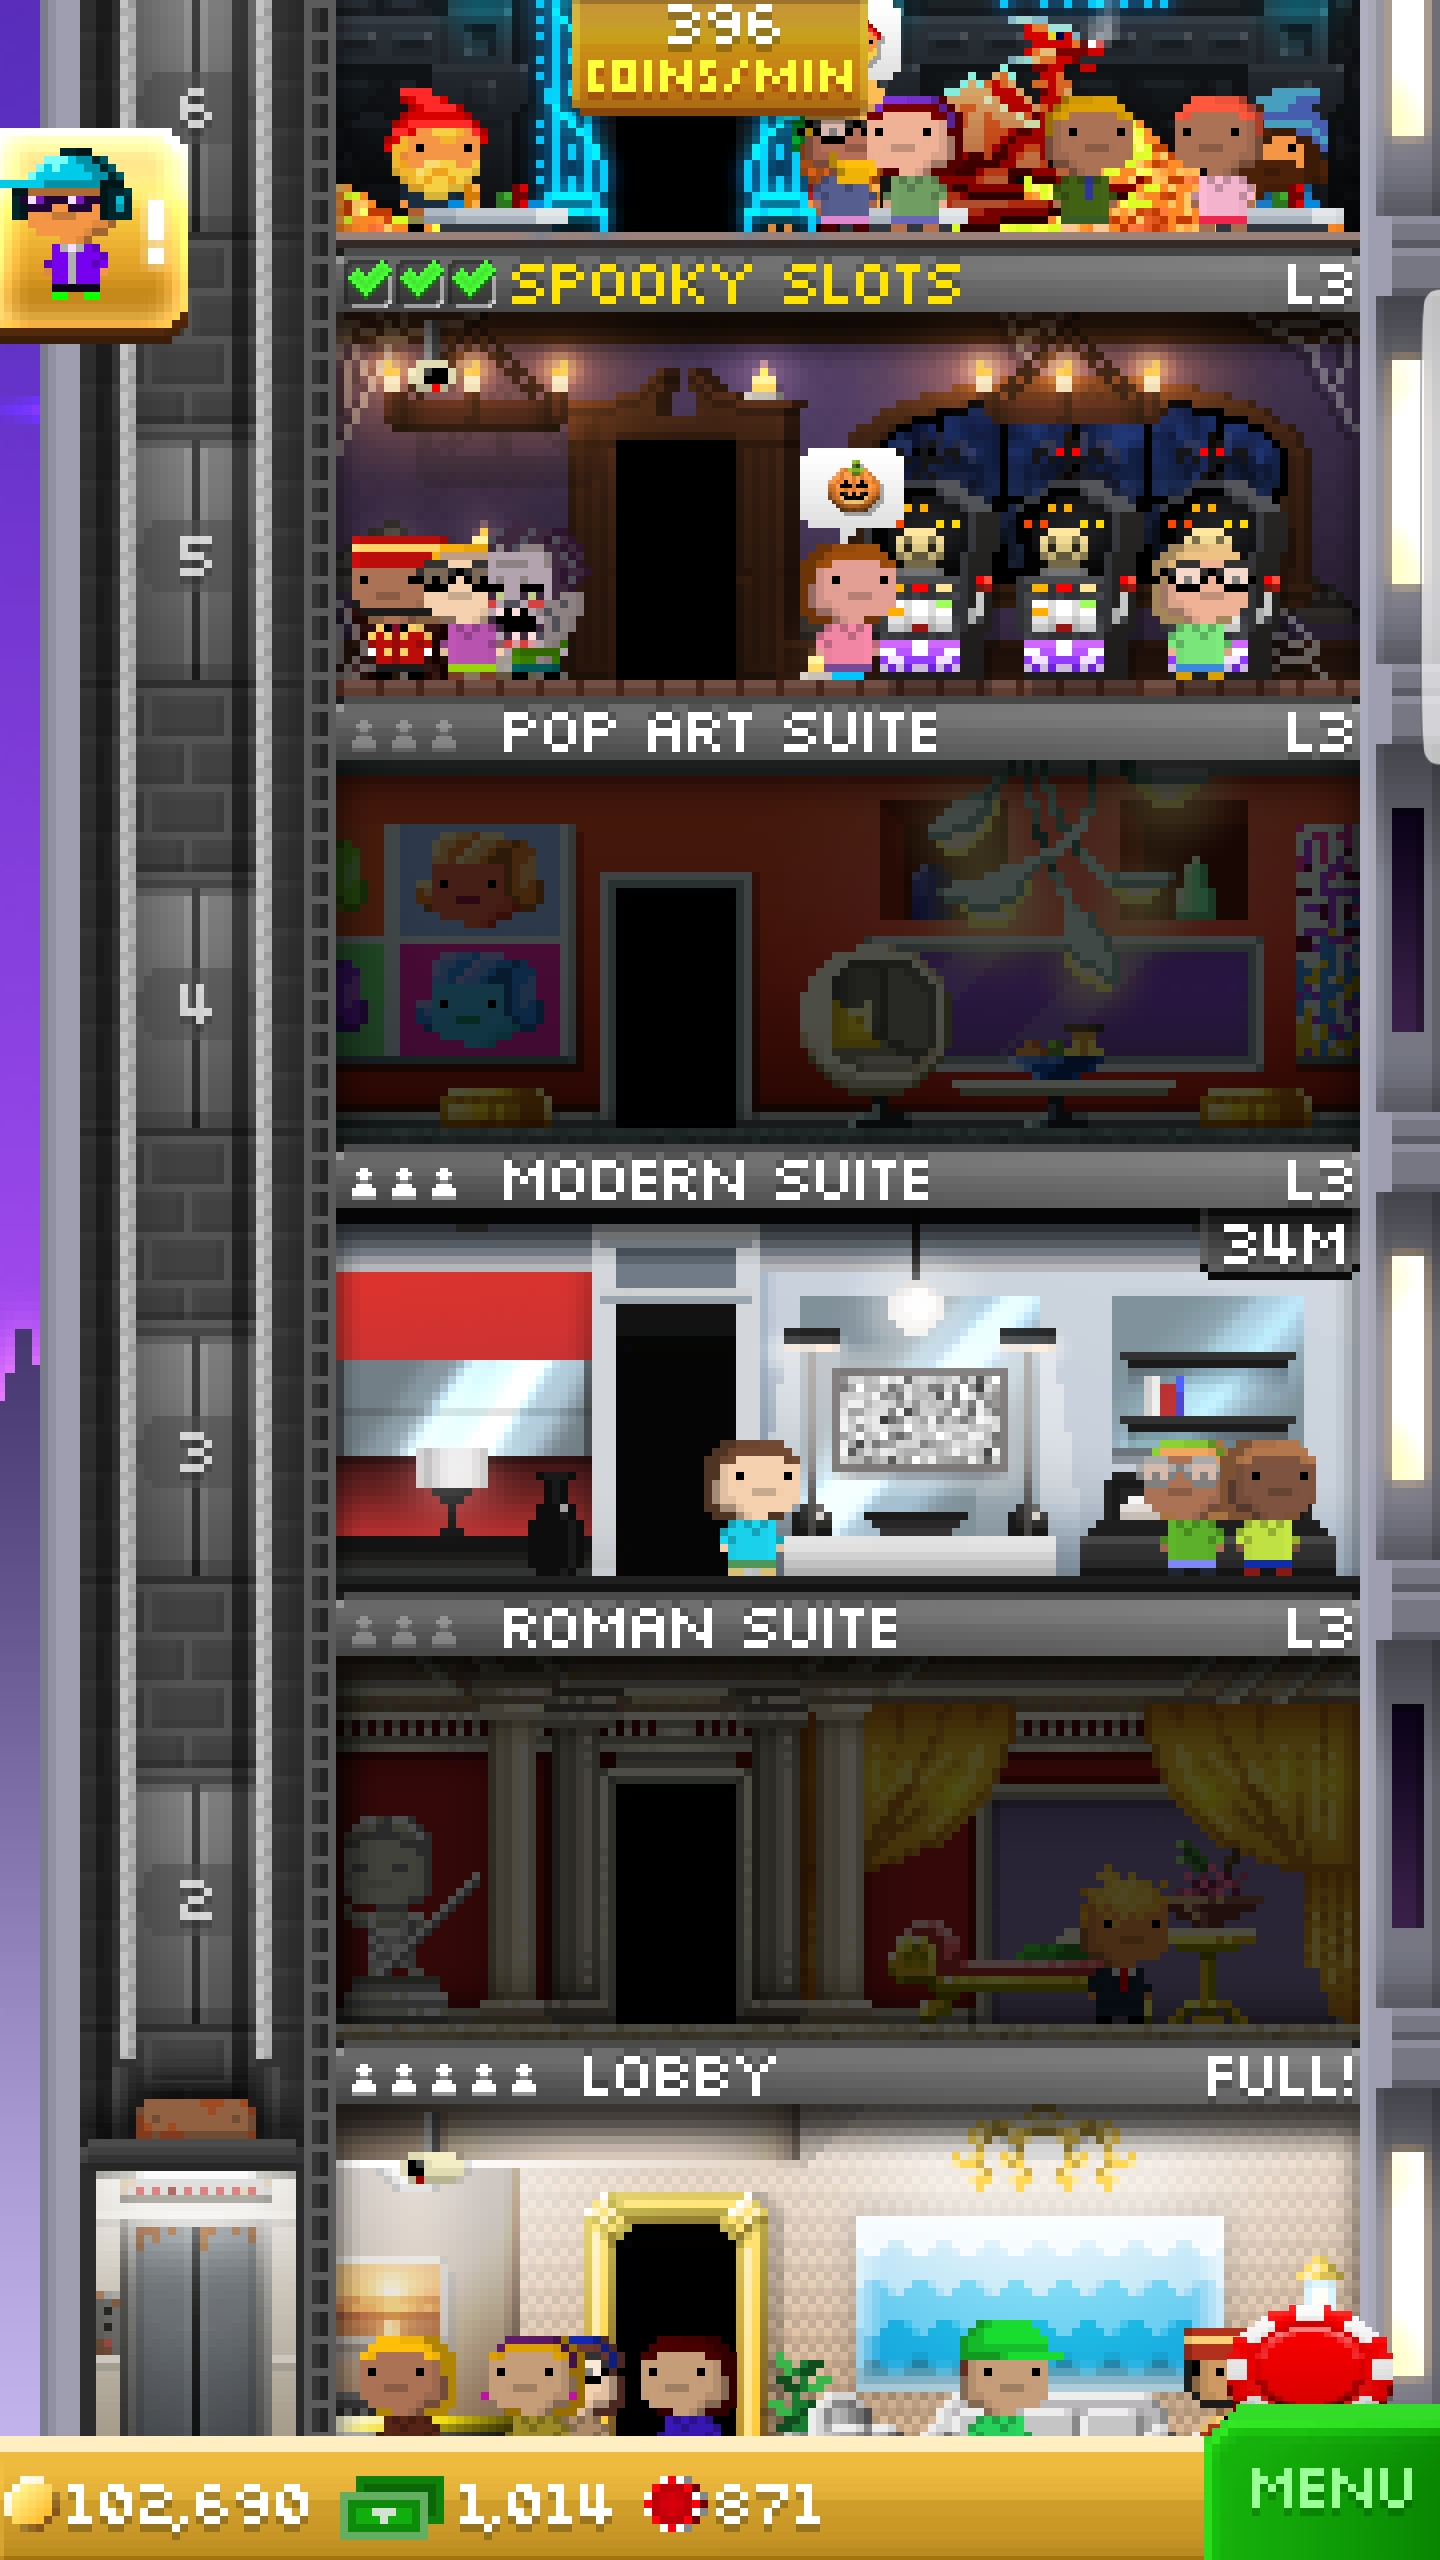 396
COINS/MIN
6
!
SPOOKY SLOTS L3
5
POP ART SUITE L3
4
MODERN SUITE L3
34M
3
ROMAN SUITE L3
2
LOBBY FULL!
102,690 1,014 871 MENU